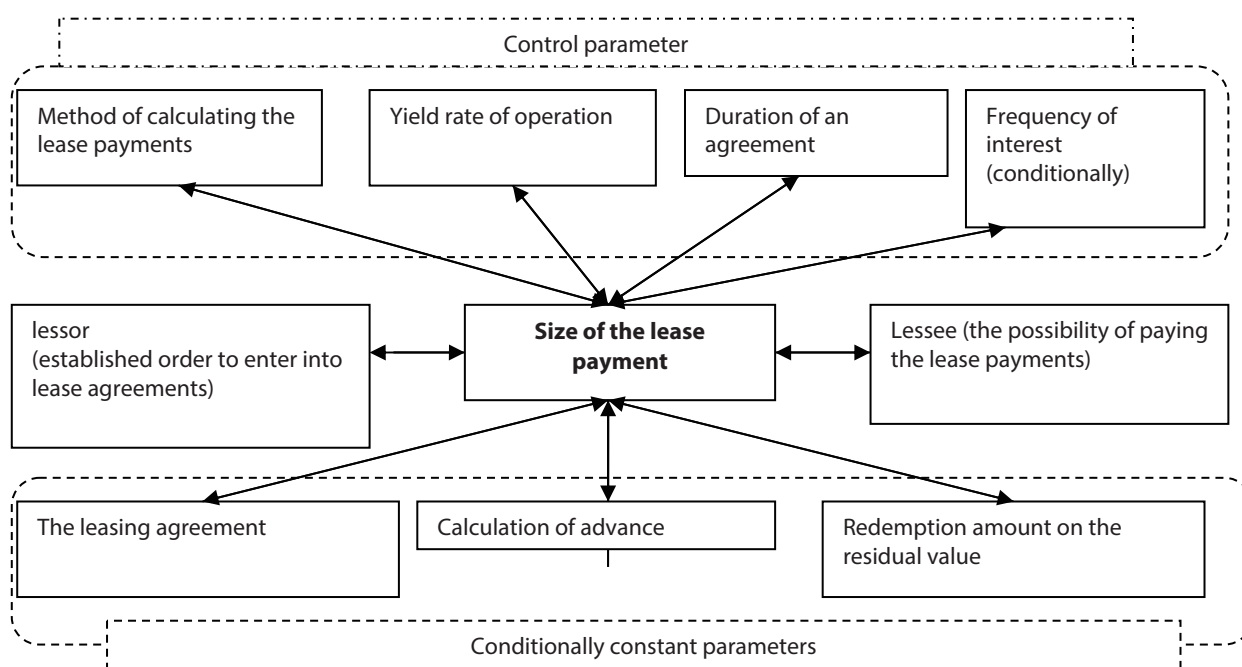 Control parameter
Method of calculating the
lease payments
Yield rate of operation
Duration of an
agreement
Frequency of
interest
(conditionally)
lessor
(established order to enter into
lease agreements)
Size of the lease
payment
Lessee (the possibility of paying
the lease payments)
The leasing agreement
Calculation of advance
Redemption amount on the
residual value
Conditionally constant parameters